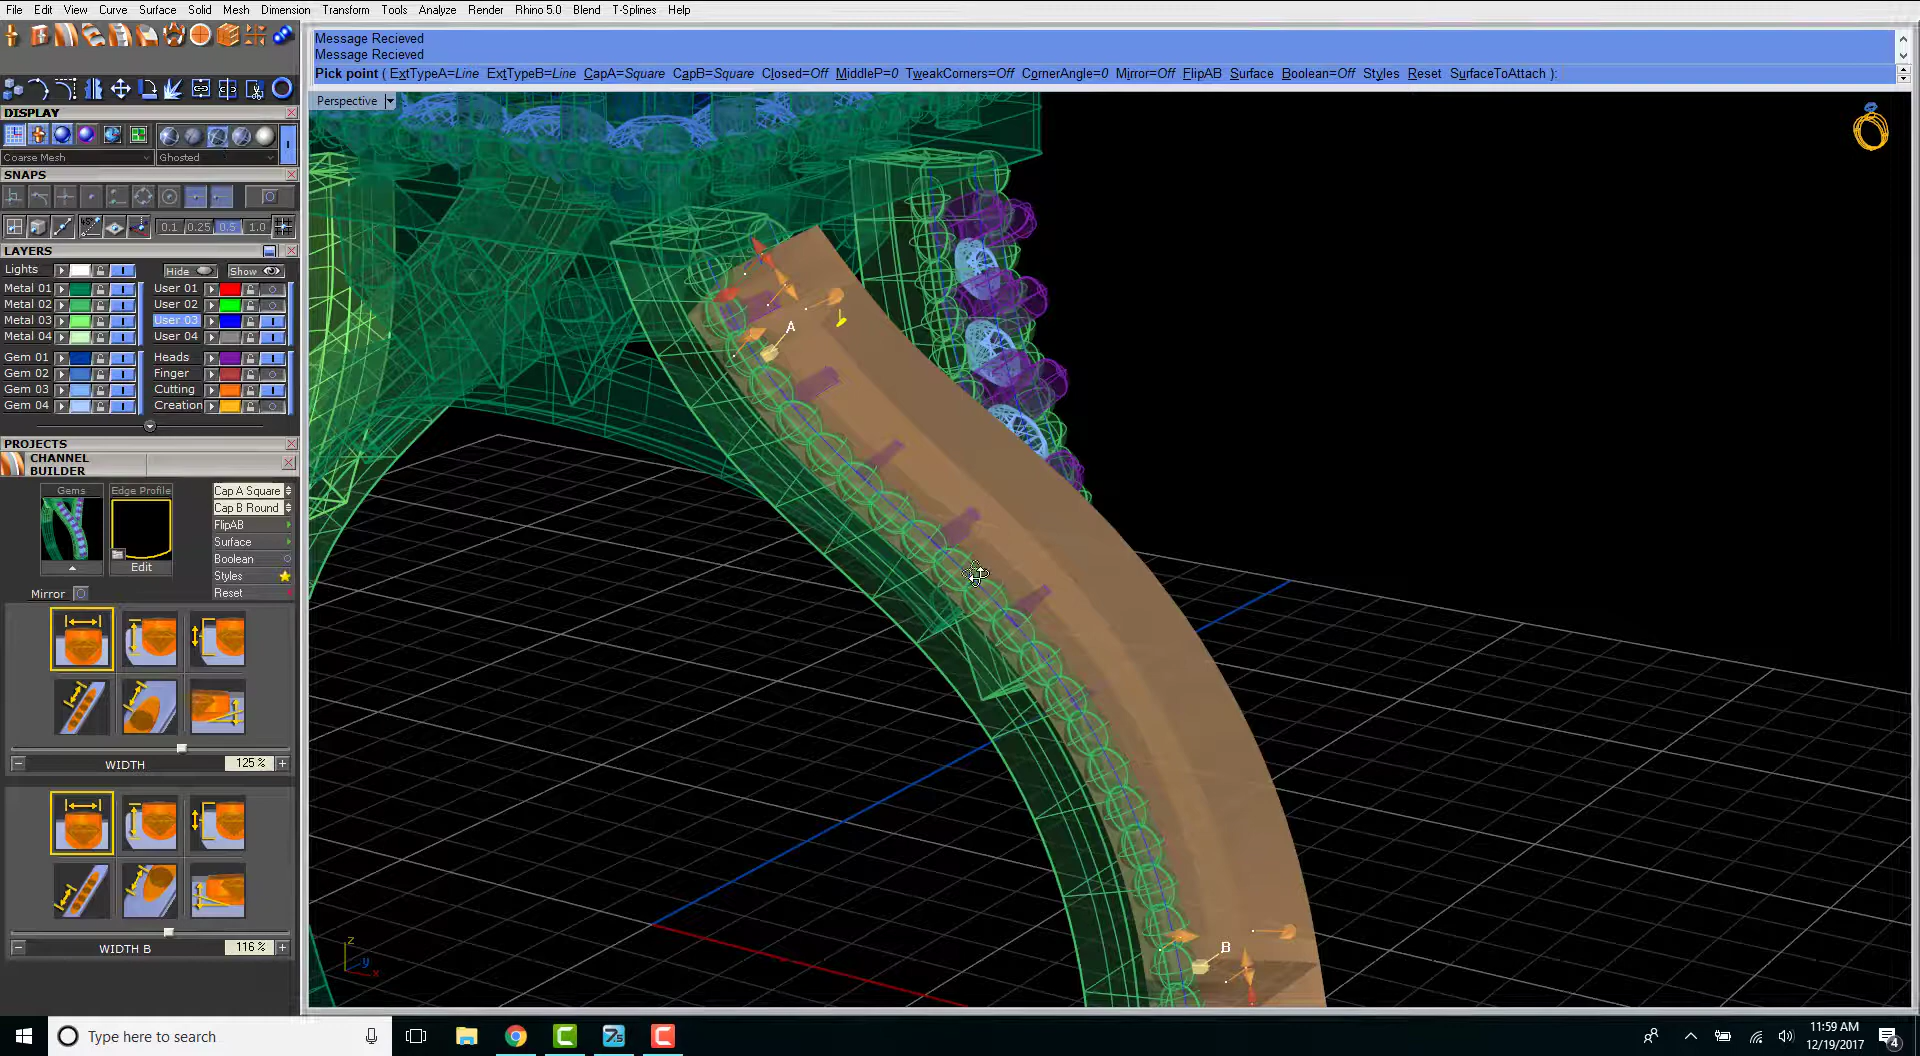 File Edit View Curve Surface Solid Mesh Dimension Transform Tools Analyze Render Rhino 5.0 Blend T-Splines Help
Message Recieved
Message Recieved
Pick point ( ExtTypeA=Line ExtTypeB=Line CapA=Square CapB=Square Closed=Off MiddleP=0 TweakCorners=Off CornerAngle=0 Mirror=Off FlipAB Surface Boolean=Off Styles Reset SurfaceToAttach ):
Perspective
DISPLAY
Coarse Mesh Ghosted
SNAPS
0.1 0.25 0.5 1.0
LAYERS
Lights Hide Show
Metal 01 User 01
Metal 02 User 02
Metal 03 User 03
Metal 04 User 04
Gem 01 Heads
Gem 02 Finger
Gem 03 Cutting
Gem 04 Creation
PROJECTS
CHANNEL
BUILDER
Gems Edge Profile Cap A Square
Cap B Round
FlipAB
Surface
Boolean
Edit
Styles
Mirror Reset
WIDTH 125 %
WIDTH B 116 %
A
B
z
y
x
Type here to search
11:59 AM
12/19/2017
4